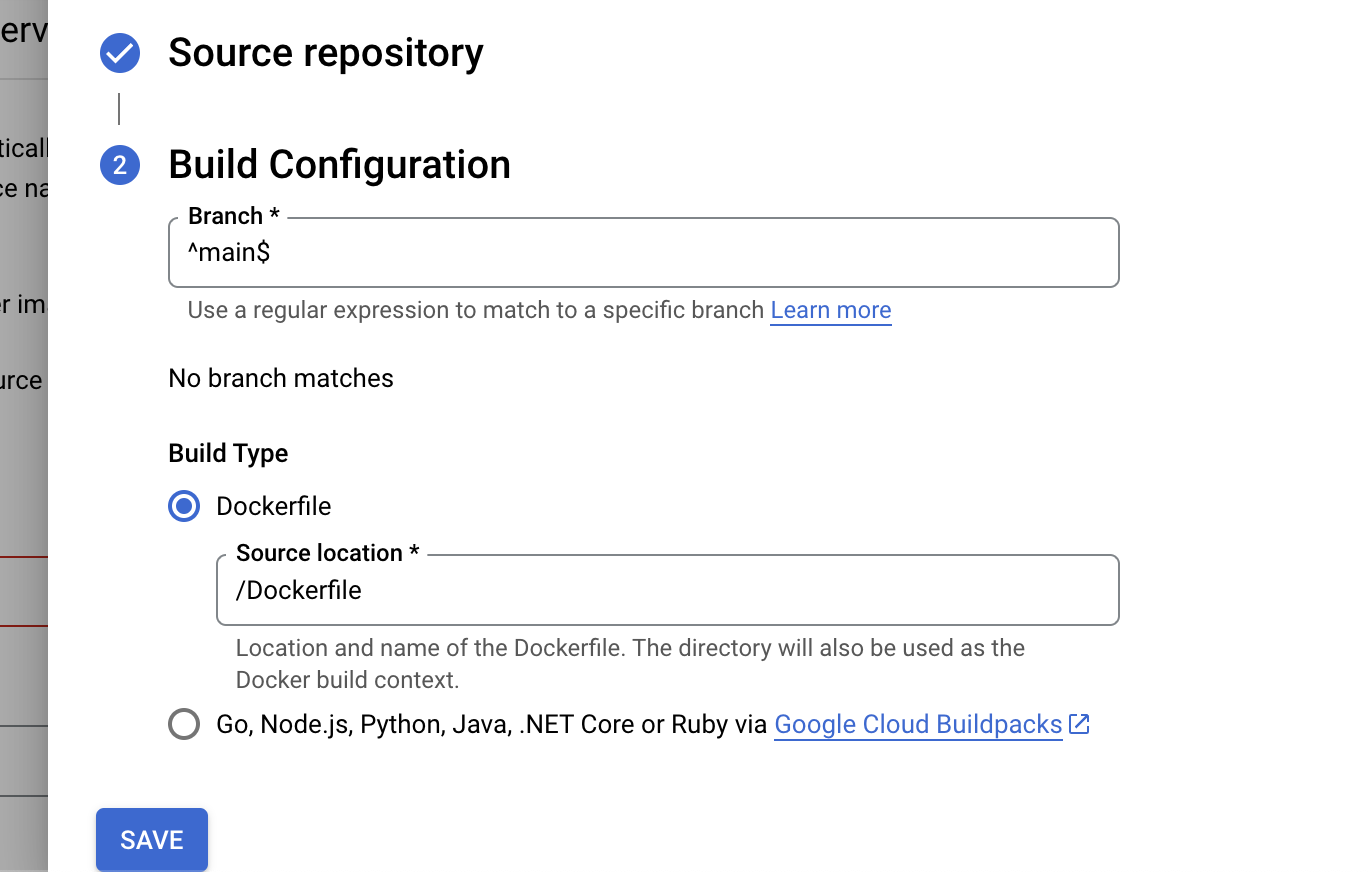 erv
Source repository
tical
ce na
2 Build Configuration
Branch *
^main$
er im
Use a regular expression to match to a specific branch Learn more
urce
No branch matches
Build Type
Dockerfile
Source location *
/Dockerfile
Location and name of the Dockerfile. The directory will also be used as the
Docker build context.
Go, Node.js, Python, Java, .NET Core or Ruby via Google Cloud Buildpacks
SAVE